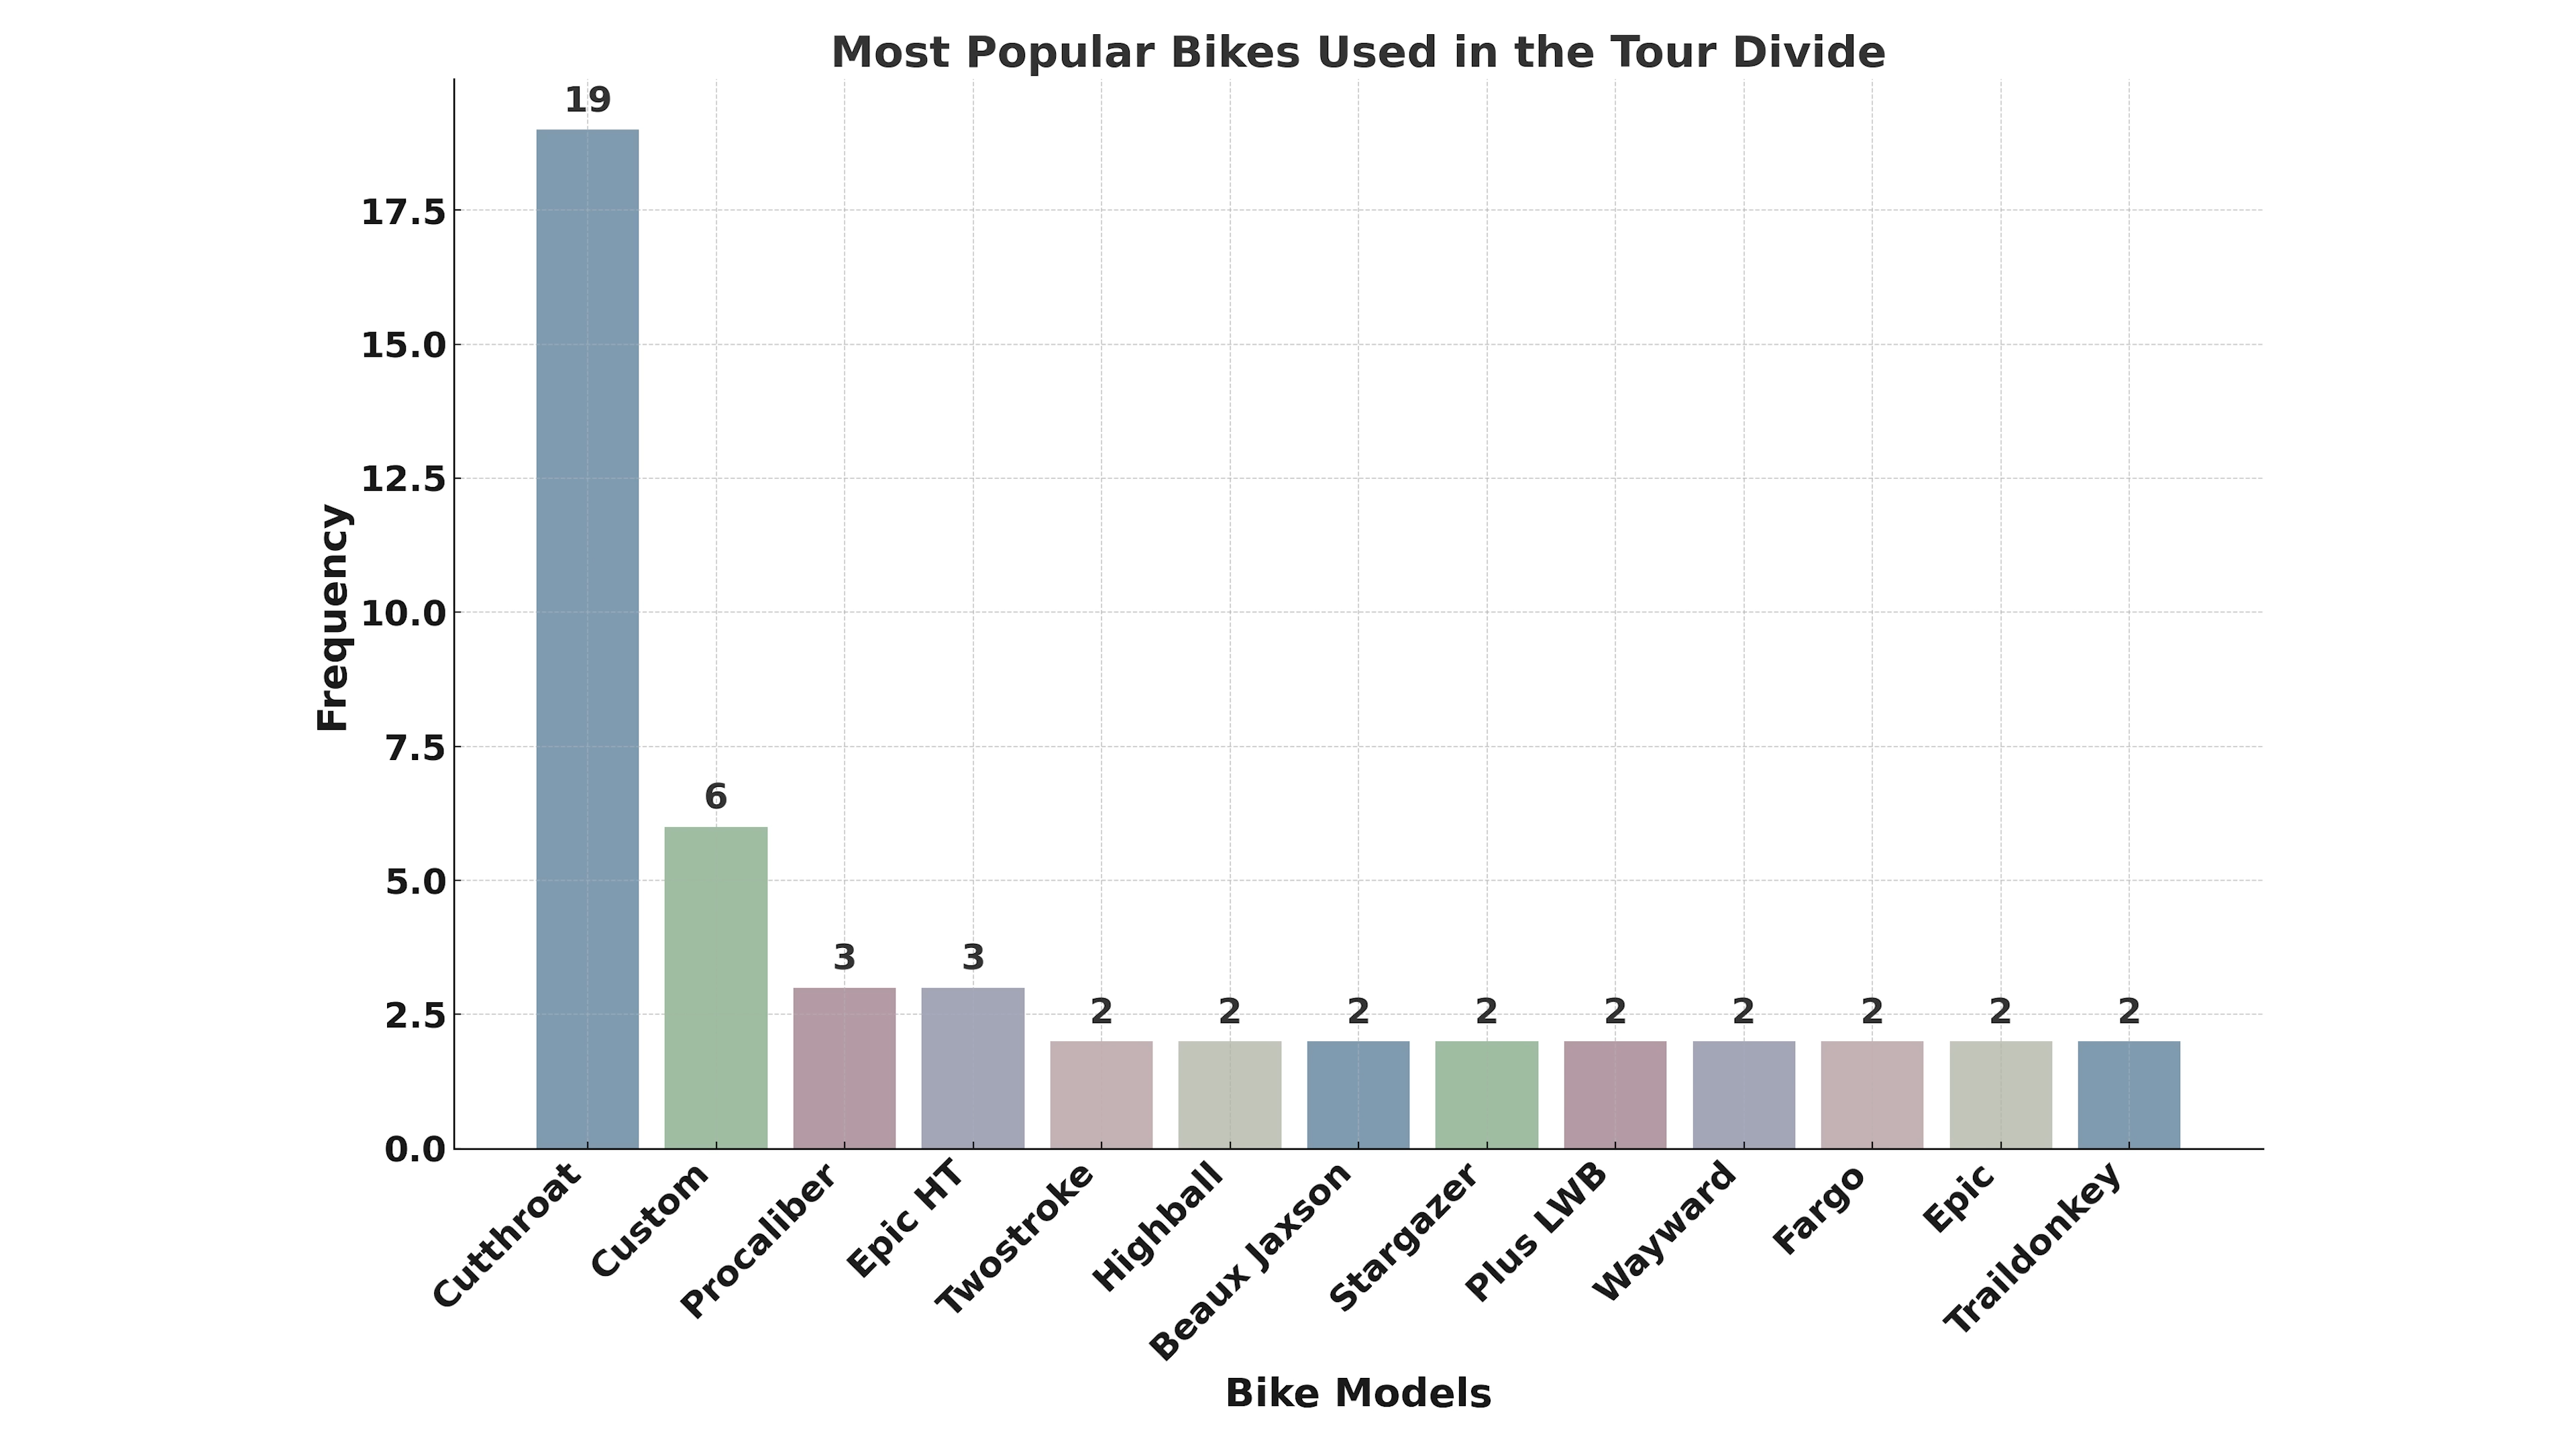 Most Popular Bikes Used in the Tour Divide
19
17.5
15.0
12.5
10.0
7.5
6
5.0
3 3
2.5
2 2 2 2 2 2 2 2 2
0.0
Frequency
Cutthroat
Custom
Procaliber
Epic HT
Twostroke
Highball
Beaux Jaxson
Stargazer
Plus LWB
Wayward
Fargo
Epic
Traildonkey
Bike Models